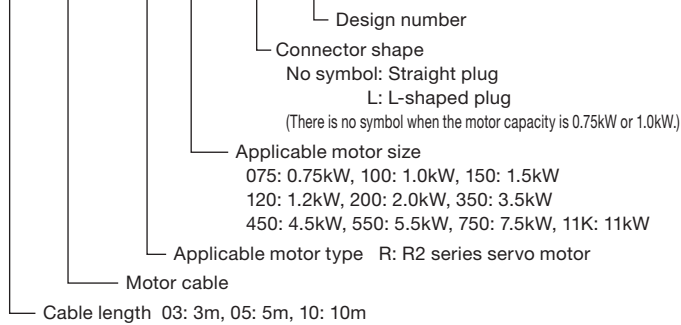 Design number
Connector shape
No symbol: Straight plug
L: L-shaped plug
(There is no symbol when the motor capacity is 0.75kW or 1.0kW.)
Applicable motor size
075: 0.75kW, 100: 1.0kW, 150: 1.5kW
120: 1.2kW, 200: 2.0kW, 350: 3.5kW
450: 4.5kW, 550: 5.5kW, 750: 7.5kW, 11K: 11kW
Applicable motor type R: R2 series servo motor
Motor cable
Cable length 03: 3m, 05: 5m, 10: 10m